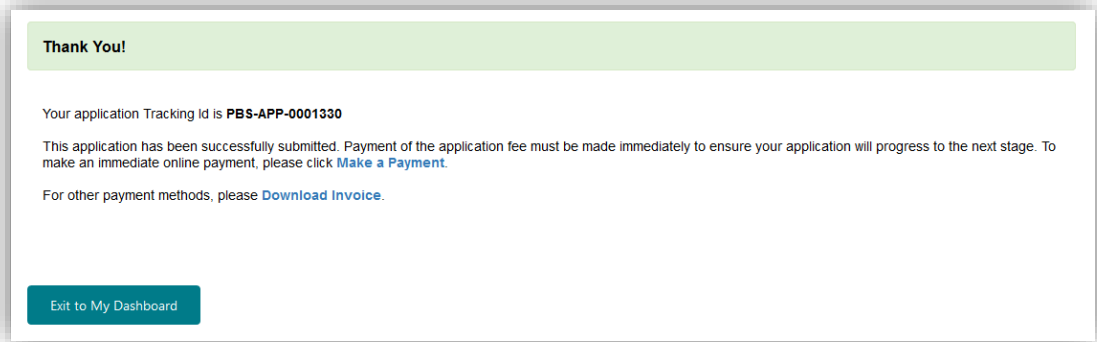 Thank You!
Your application Tracking Id is PBS-APP-0001330
This application has been successfully submitted. Payment of the application fee must be made immediately to ensure your application will progress to the next stage. To
make an immediate online payment, please click Make a Payment.
For other payment methods, please Download Invoice.
Exit to My Dashboard